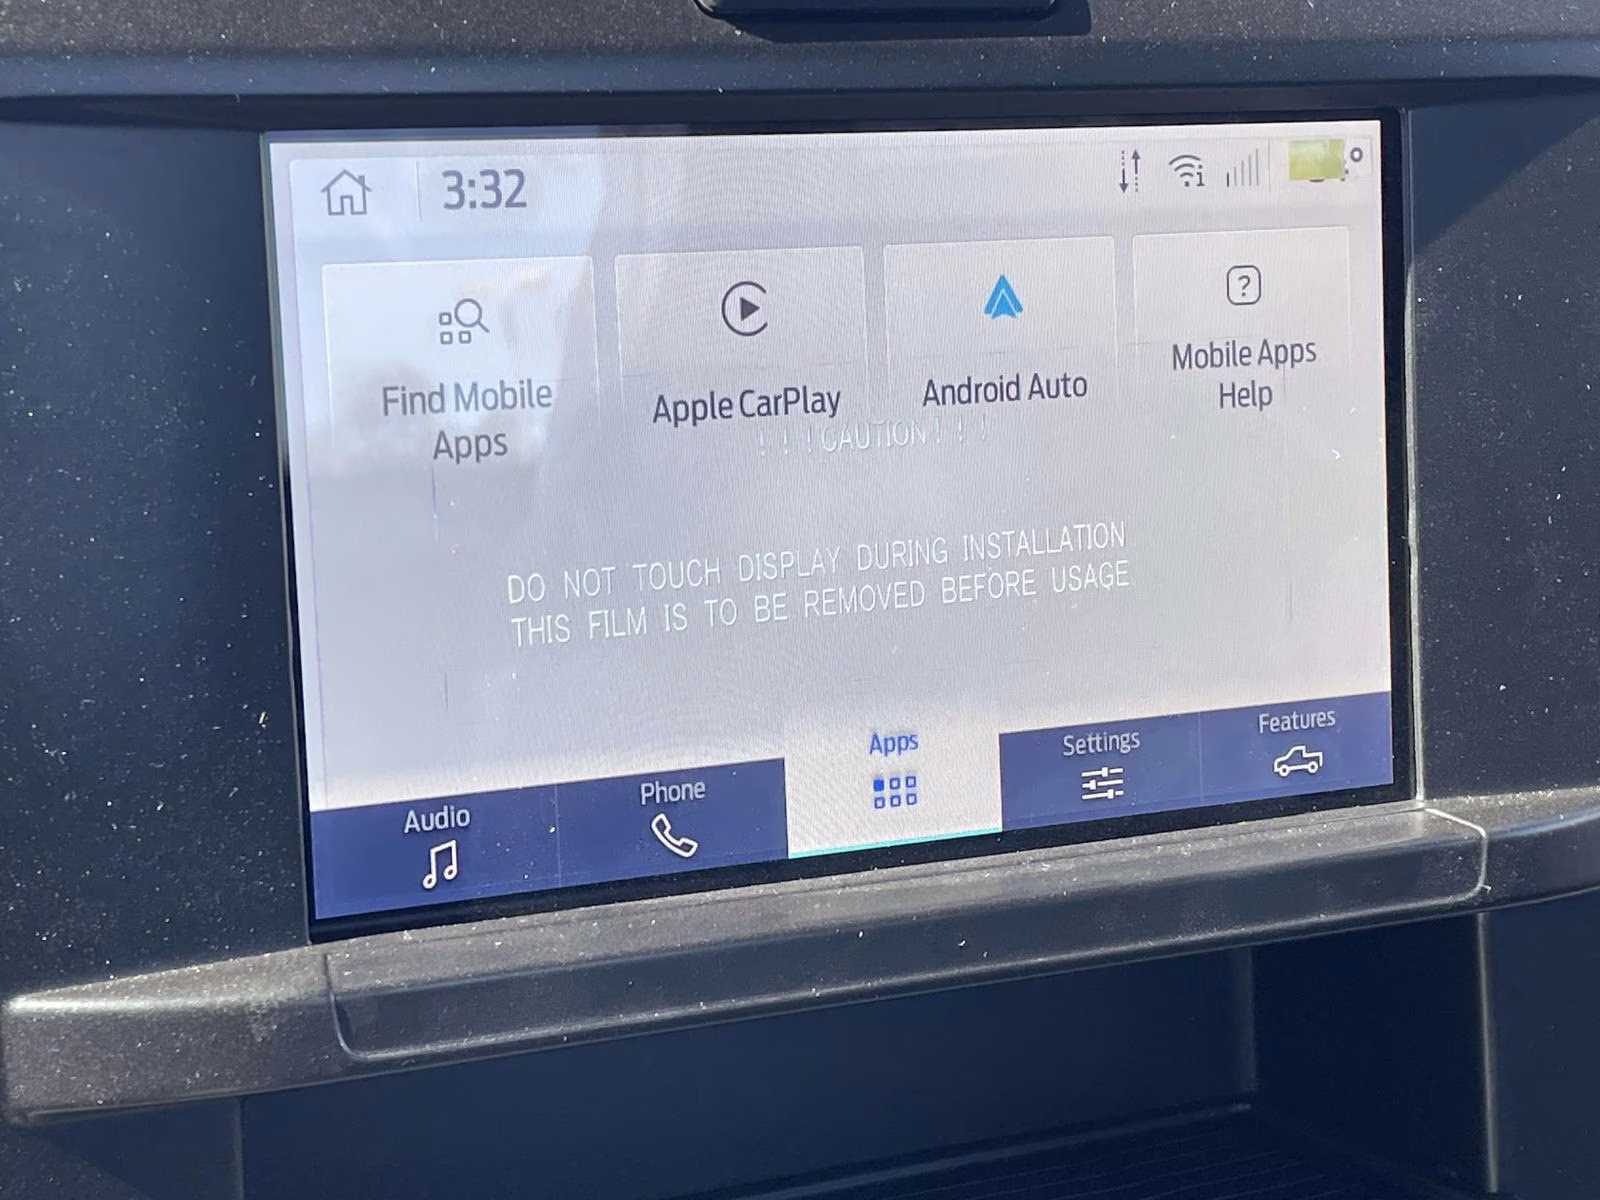 3:32
Find Mobile
Apps
Apple CarPlay
Android Auto
?
Mobile Apps
Help
! ! ! CAUTION ! ! !
DO NOT TOUCH DISPLAY DURING INSTALLATION
THIS FILM IS TO BE REMOVED BEFORE USAGE
Audio
Phone
Apps
Settings
Features